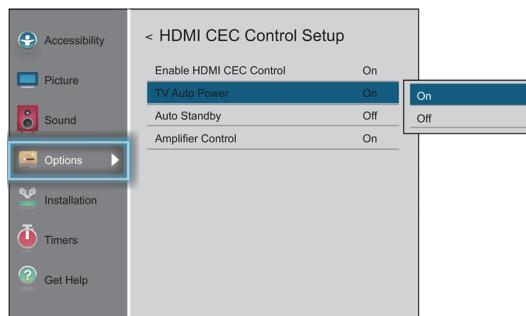 Accessibility
Picture
Sound
Options
Installation
Timers
Get Help
< HDMI CEC Control Setup
Enable HDMI CEC Control On
TV Auto Power On
Auto Standby Off
Amplifier Control On
On
Off